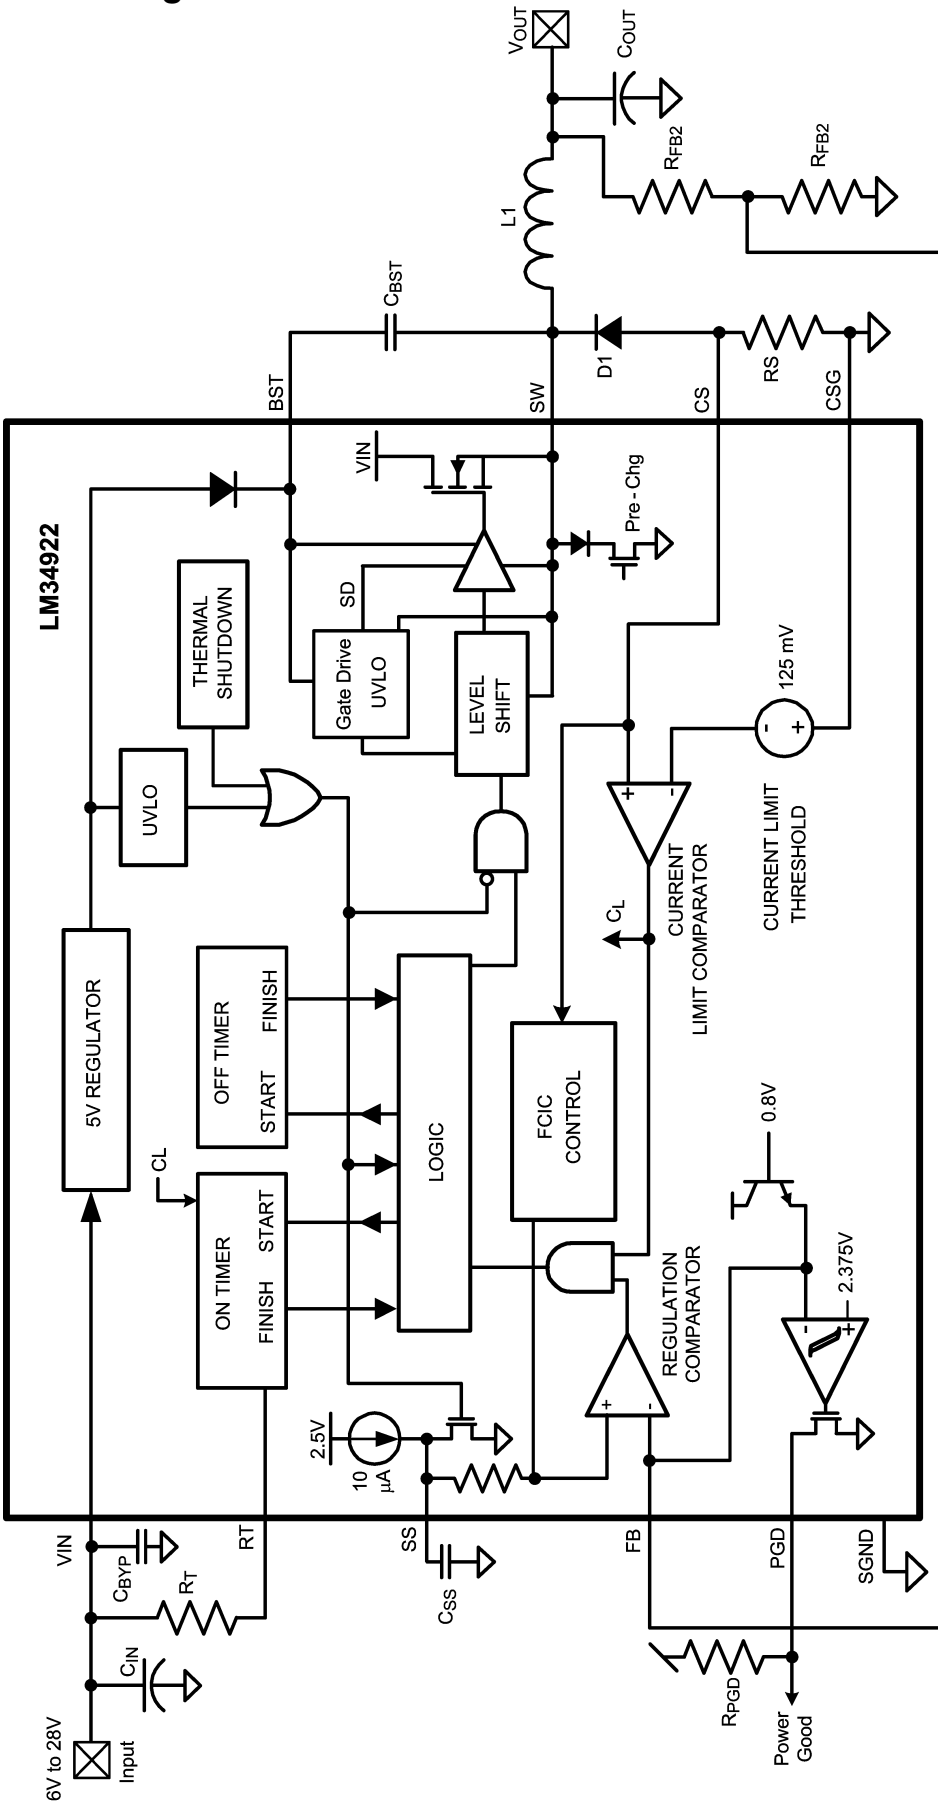 LM34922
6V to 28V
Input
CIN
CBYP
RT
VIN
RT
5V REGULATOR
UVLO
THERMAL
SHUTDOWN
CL
ON TIMER
FINISH START
OFF TIMER
START FINISH
LOGIC
2.5V
10
µA
SS
CSS
FCIC
CONTROL
Gate Drive
UVLO
SD
LEVEL
SHIFT
VIN
BST
CBST
SW
L1
VOUT
COUT
RFB2
RFB2
D1
CS
RS
CSG
Pre - Chg
125 mV
-
+
CURRENT LIMIT
THRESHOLD
+
-
CURRENT
LIMIT COMPARATOR
CL
REGULATION
COMPARATOR
+
-
0.8V
2.375V
-
+
FB
PGD
SGND
RPGD
Power
Good